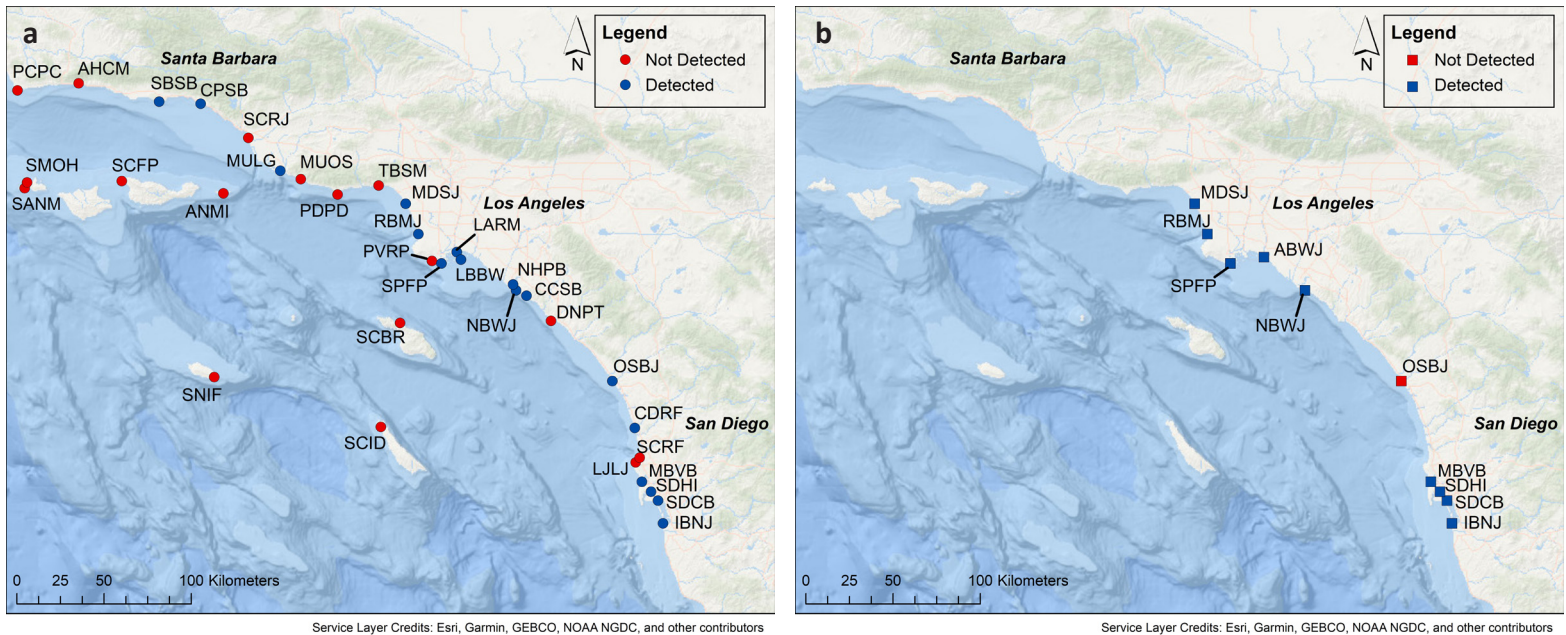 a
Legend
Not Detected
Detected
N
Santa Barbara
PCPC
AHCM
SBSB
CPSB
SCRJ
MULG
MUOS
TBSM
SMOH
SCFP
SANM
ANMI
PDPD
MDSJ
Los Angeles
RBMJ
LARM
PVRP
SPFP
LBBW
NHPB
CCSB
NBWJ
DNPT
SCBR
SNIF
OSBJ
SCID
CDRF
San Diego
SCRF
LJLJ
MBVB
SDHI
SDCB
IBNJ
0 25 50 100 Kilometers
Service Layer Credits: Esri, Garmin, GEBCO, NOAA NGDC, and other contributors
b
Legend
Not Detected
Detected
N
Santa Barbara
MDSJ
Los Angeles
RBMJ
ABWJ
SPFP
NBWJ
OSBJ
San Diego
MBVB
SDHI
SDCB
IBNJ
0 25 50 100 Kilometers
Service Layer Credits: Esri, Garmin, GEBCO, NOAA NGDC, and other contributors